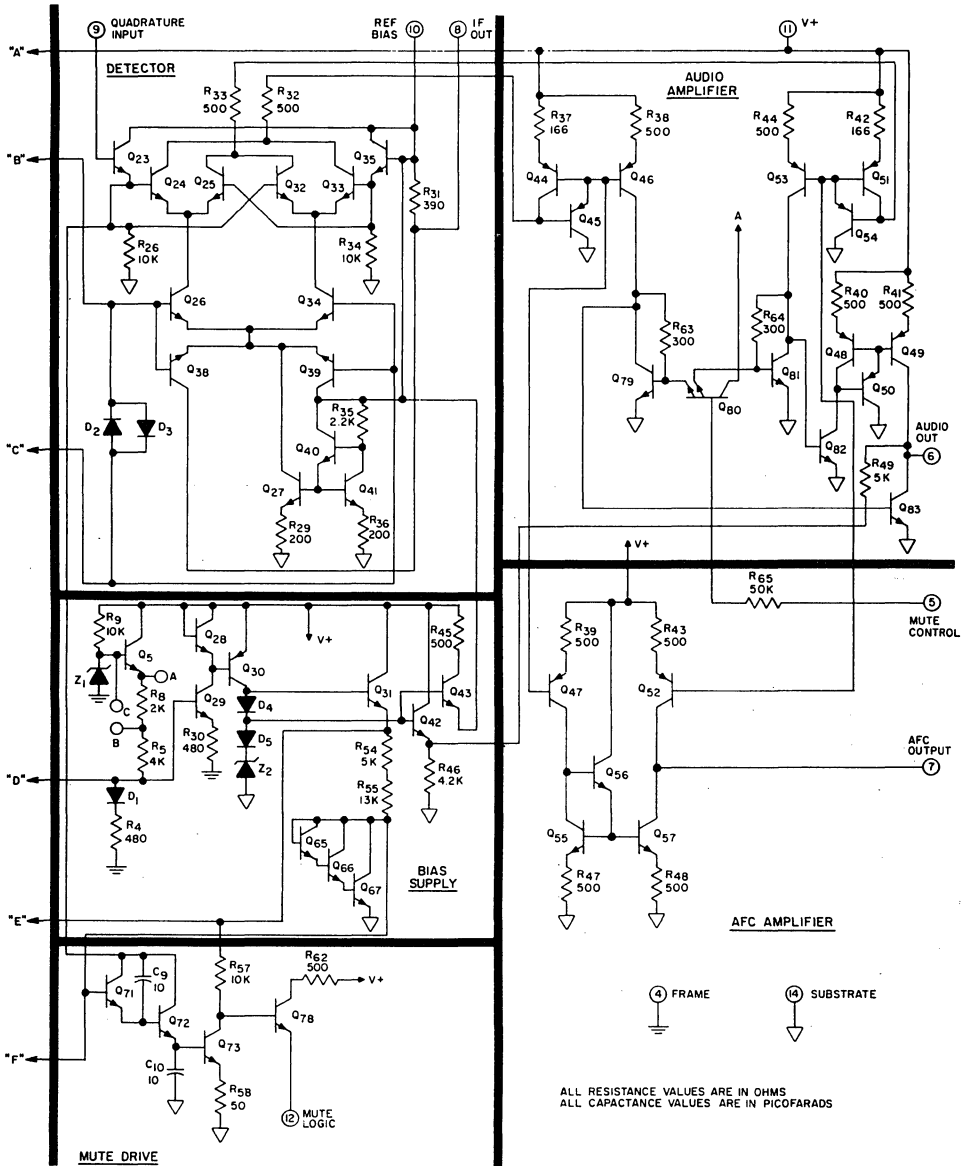 9 QUADRATURE INPUT
REF BIAS 10
8 IF OUT
11 V+
"A"
DETECTOR
AUDIO AMPLIFIER
R33 500
R32 500
R37 166
R38 500
R44 500
R42 166
Q23
Q35
"B"
Q24
Q25
Q32
Q33
R31 390
Q44
Q46
Q53
Q51
Q45
A
Q54
R26 10K
R34 10K
Q26
Q34
R40 500
R41 500
R63 300
R64 300
Q38
Q39
Q48
Q49
Q79
Q80
Q81
Q50
D2
D3
R35 2.2K
AUDIO OUT
"C"
Q40
Q82
6
R49 5K
Q27
Q41
Q83
R29 200
R36 200
V+
R65 50K
5
MUTE CONTROL
R9 10K
Q28
V+
R45 500
R39 500
R43 500
Q5
Q30
Z1
A
Q31
Q43
Q47
Q52
C
R8 2K
Q29
D4
Q42
B
R30 480
D5
AFC OUTPUT
R5 4K
R54 5K
Q56
7
"D"
Z2
R46 4.2K
D1
R55 13K
R4 480
Q55
Q57
Q65
Q66
Q67
BIAS SUPPLY
R47 500
R48 500
"E"
AFC AMPLIFIER
R62 500
V+
C9 10
R57 10K
Q71
4 FRAME
14 SUBSTRATE
Q72
Q78
Q73
"F"
C10 10
R58 50
ALL RESISTANCE VALUES ARE IN OHMS
ALL CAPACTANCE VALUES ARE IN PICOFARADS
12 MUTE LOGIC
MUTE DRIVE